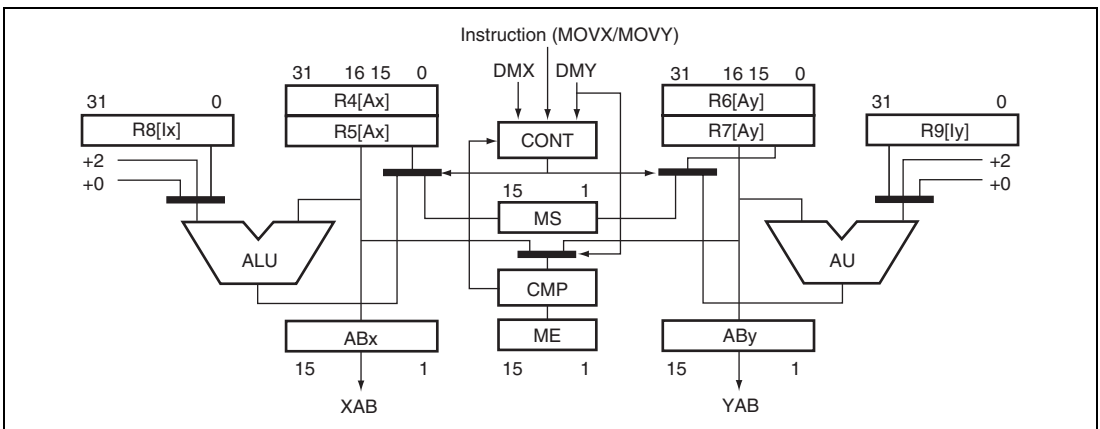 Instruction (MOVX/MOVY)
DMX DMY
31 16 15 0
31 16 15 0
31 0
R4[Ax]
R6[Ay]
31 0
R8[Ix]
R5[Ax]
CONT
R7[Ay]
R9[Iy]
+2
+0
+2
+0
15 1
MS
ALU
AU
CMP
ABx
ME
ABy
15 1
15 1
15 1
XAB
YAB